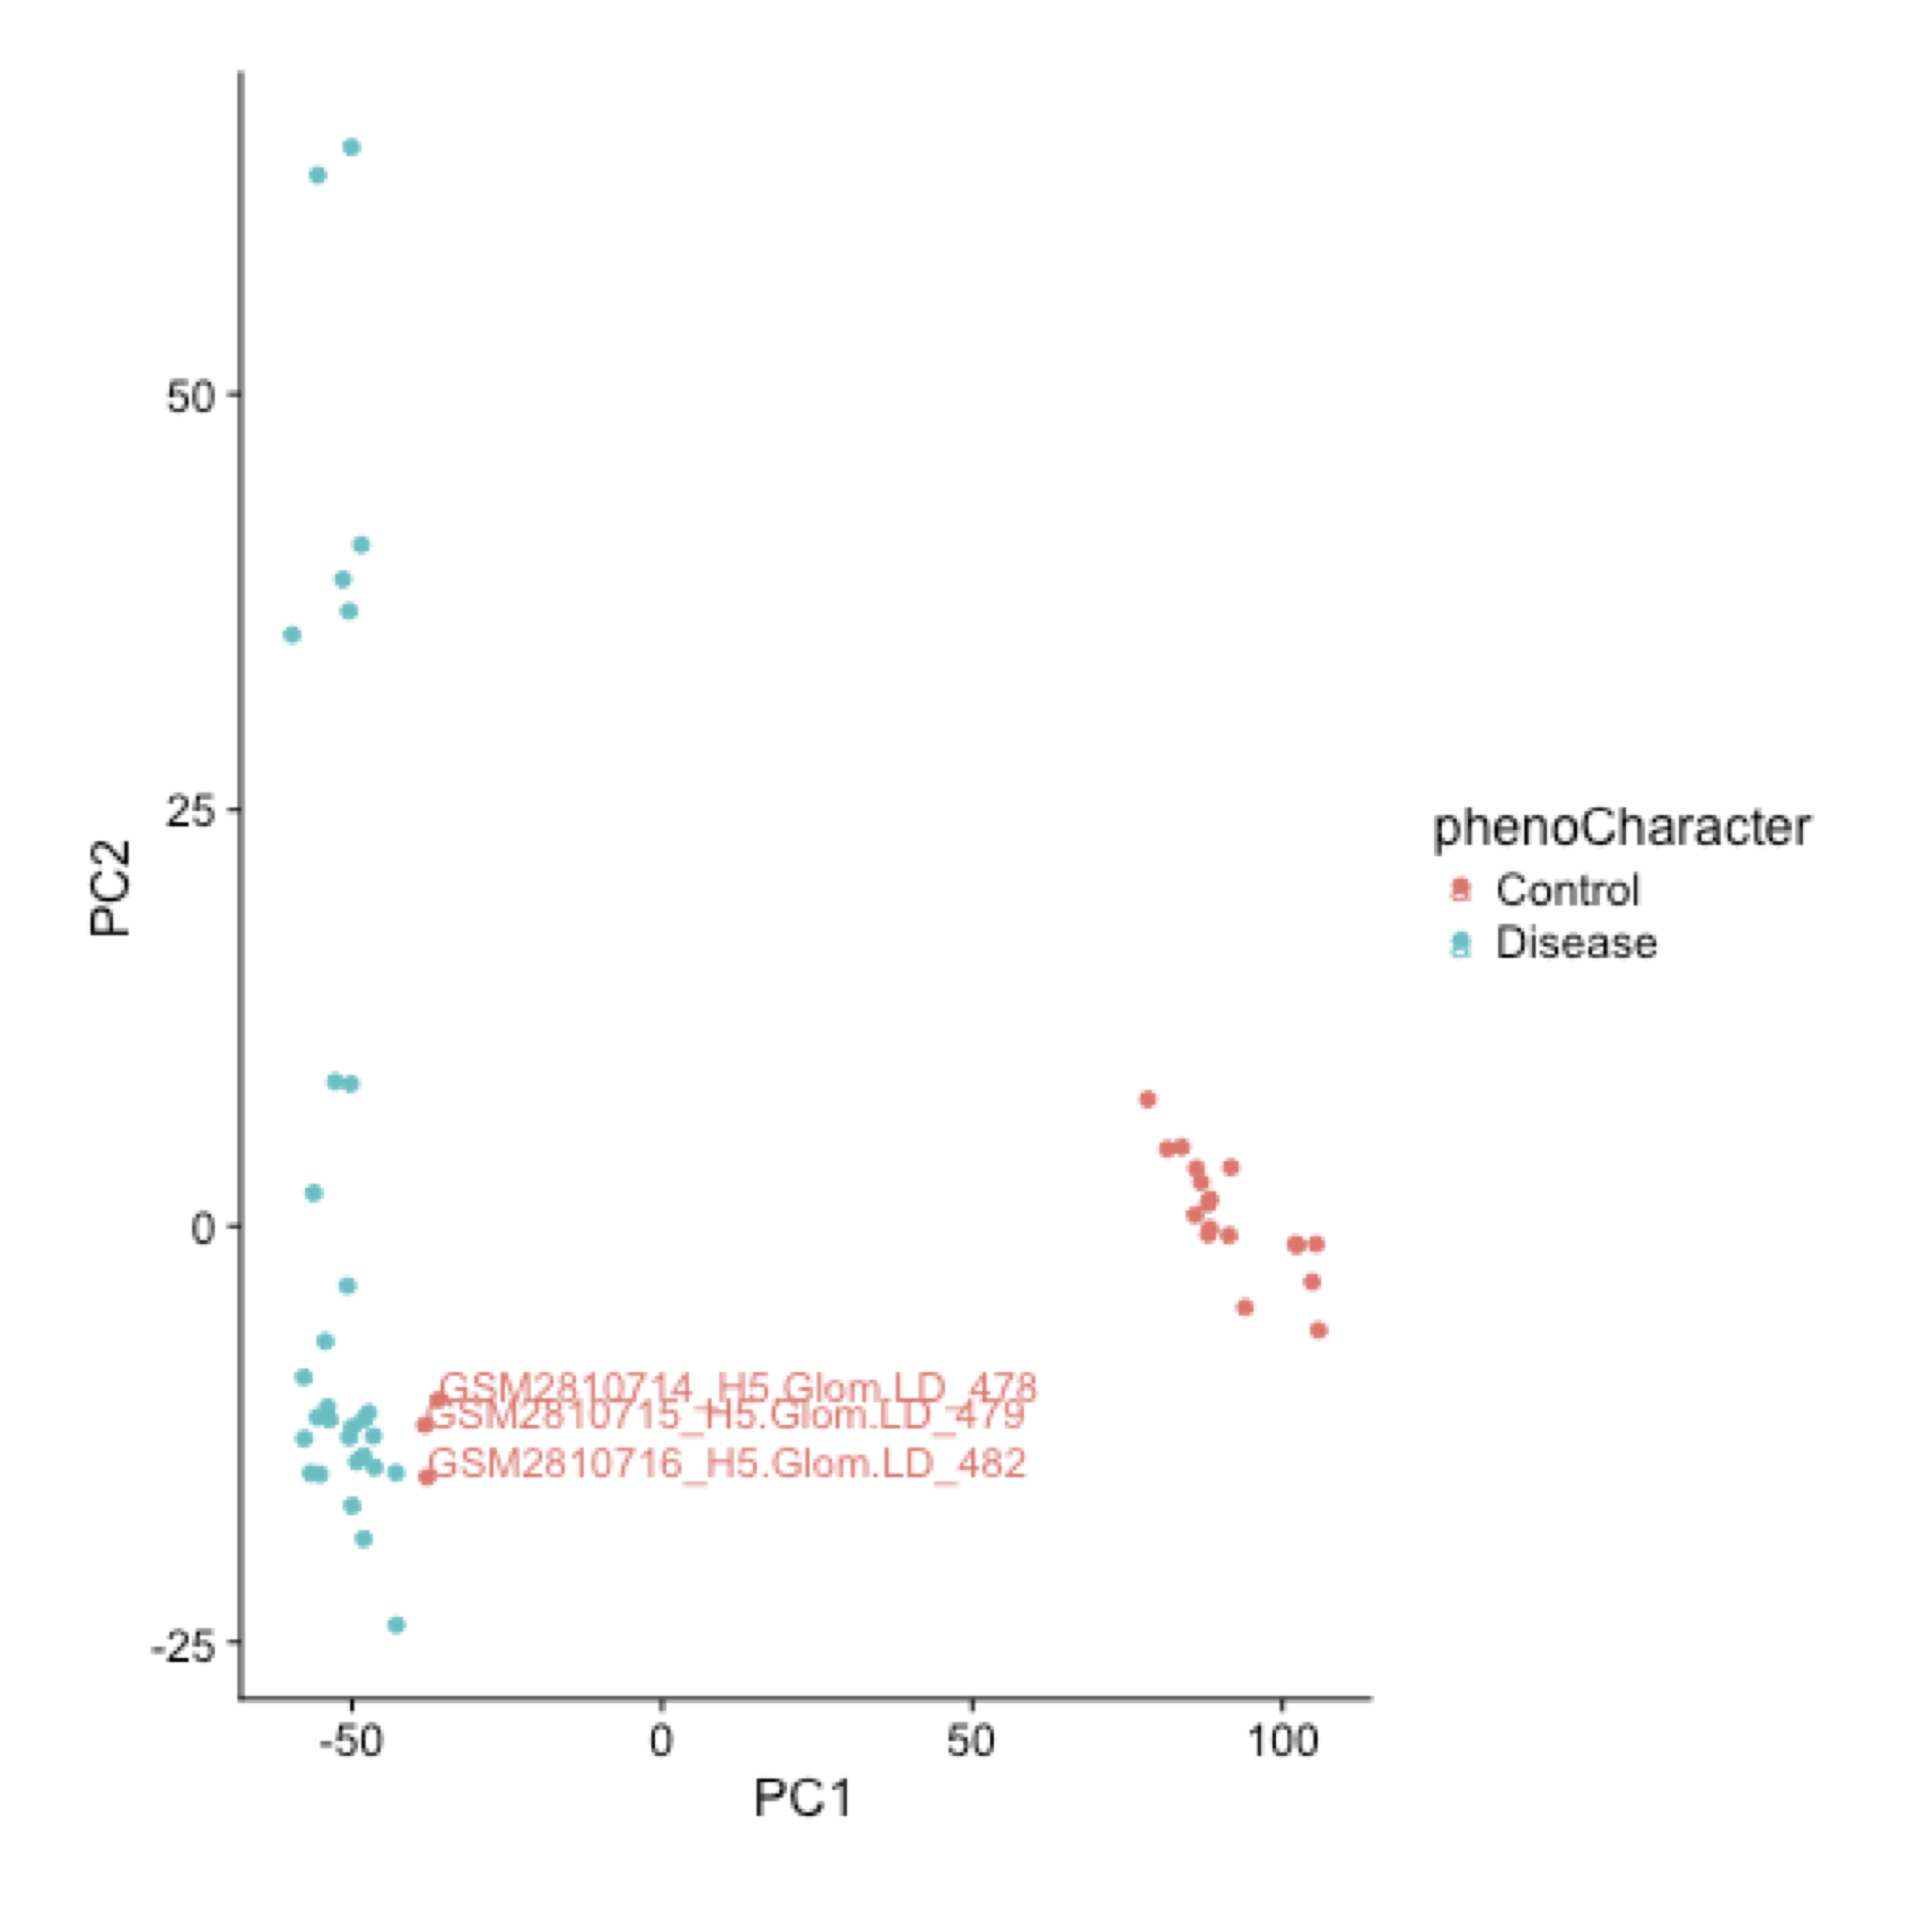 50
25
0
-25
PC2
GSM2810714_H5.Glom.LD_478
GSM2810715_H5.Glom.LD_479
GSM2810716_H5.Glom.LD_482
-50 0 50 100
PC1
phenoCharacter
Control
Disease